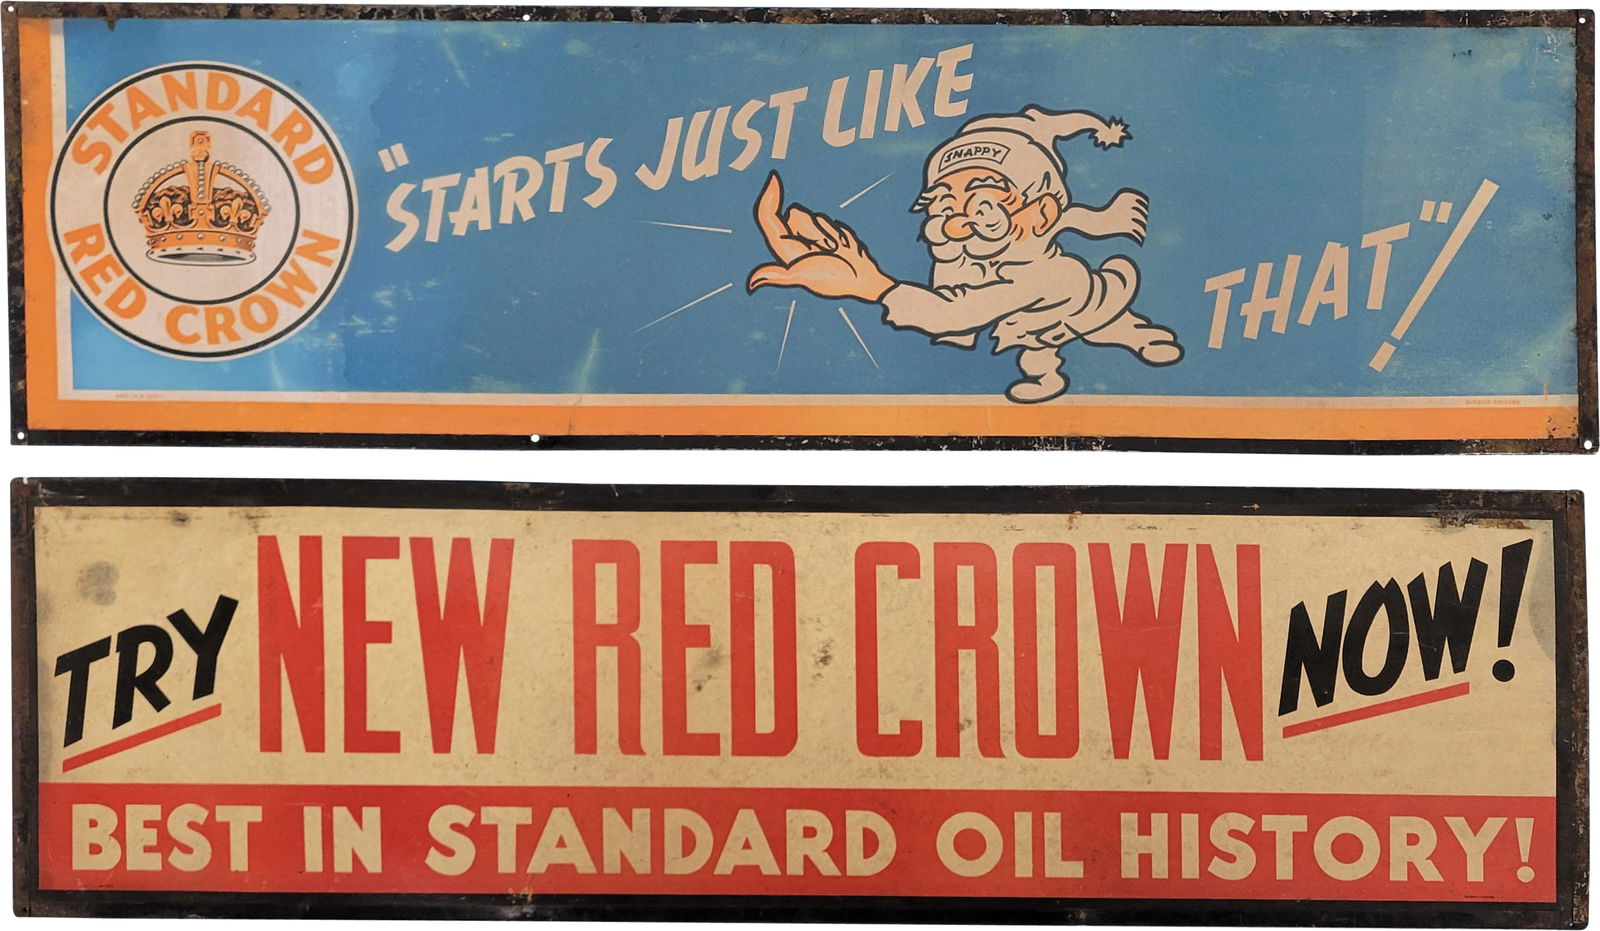 STANDARD
RED CROWN
"STARTS JUST LIKE
THAT"!
SNAPPY
TRY NEW RED CROWN NOW!
BEST IN STANDARD OIL HISTORY!